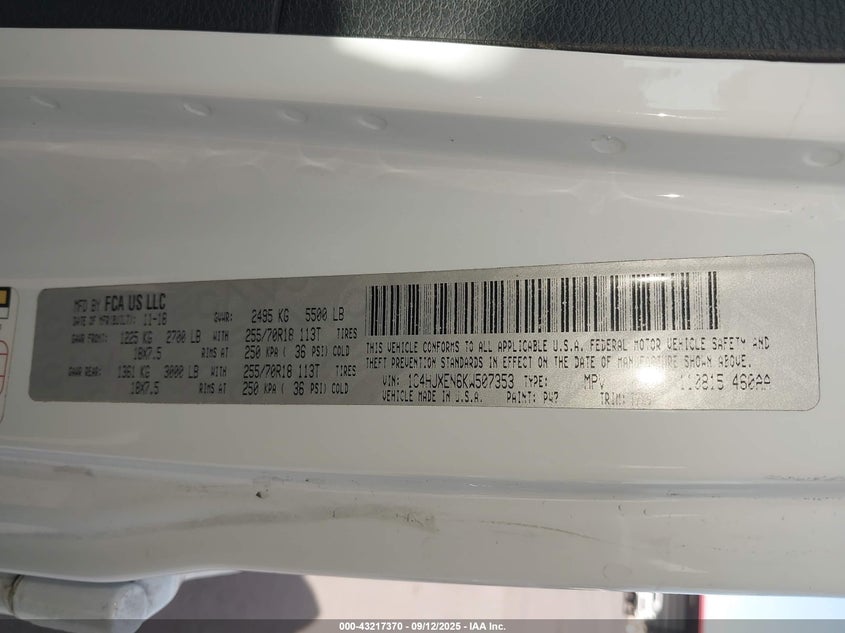 MFD BY FCA US LLC
DATE OF MFR(BUILT): 11-18 GVWR: 2495 KG 5500 LB
GAWR FRONT: 1225 KG 2700 LB WITH 255/70R18 113T TIRES
18X7.5 RIMS AT 250 KPA ( 36 PSI) COLD
GAWR REAR: 1361 KG 3000 LB WITH 255/70R18 113T TIRES
18X7.5 RIMS AT 250 KPA ( 36 PSI) COLD
THIS VEHICLE CONFORMS TO ALL APPLICABLE U.S.A. FEDERAL MOTOR VEHICLE SAFETY AND
THEFT PREVENTION STANDARDS IN EFFECT ON THE DATE OF MANUFACTURE SHOWN ABOVE.
VIN: 1C4HJXEN6KW507353 TYPE: MPV 110815 460AA
VEHICLE MADE IN U.S.A. PAINT: PW7 TRIM:
000-43217370 - 09/12/2025 - IAA Inc.